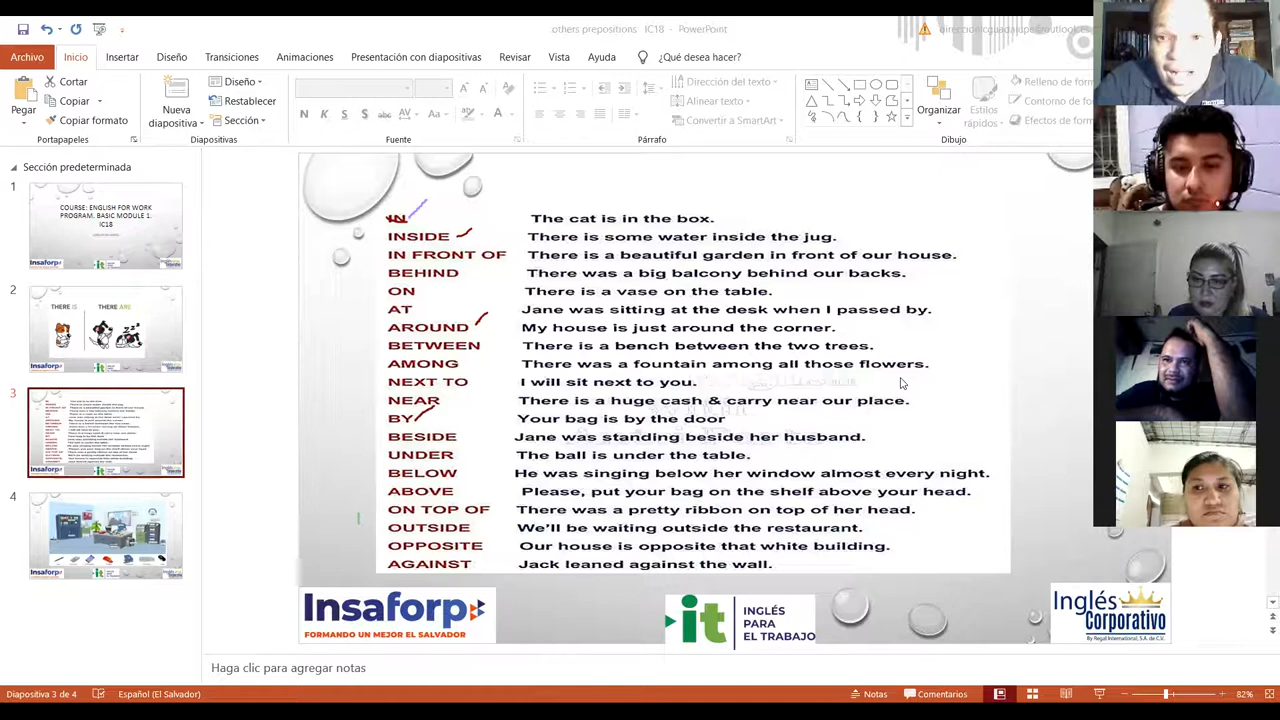 others prepositions IC18 - PowerPoint
Archivo Inicio Insertar Diseño Transiciones Animaciones Presentación con diapositivas Revisar Vista Ayuda ¿Qué desea hacer?
Pegar
Cortar
Copiar
Copiar formato
Portapapeles
Nueva
diapositiva
Diseño
Restablecer
Sección
Diapositivas
Fuente
Párrafo
Dirección del texto
Alinear texto
Convertir a SmartArt
Organizar
Estilos
rápidos
Relleno de for
Contorno de
Efectos de for
Dibujo
Sección predeterminada
1
COURSE: ENGLISH FOR WORK
PROGRAM. BASIC MODULE 1.
IC18
2
THERE IS THERE ARE
3
4
IN The cat is in the box.
INSIDE There is some water inside the jug.
IN FRONT OF There is a beautiful garden in front of our house.
BEHIND There was a big balcony behind our backs.
ON There is a vase on the table.
AT Jane was sitting at the desk when I passed by.
AROUND My house is just around the corner.
BETWEEN There is a bench between the two trees.
AMONG There was a fountain among all those flowers.
NEXT TO I will sit next to you.
NEAR There is a huge cash & carry near our place.
BY Your bag is by the door
BESIDE Jane was standing beside her husband.
UNDER The ball is under the table.
BELOW He was singing below her window almost every night.
ABOVE Please, put your bag on the shelf above your head.
ON TOP OF There was a pretty ribbon on top of her head.
OUTSIDE We'll be waiting outside the restaurant.
OPPOSITE Our house is opposite that white building.
AGAINST Jack leaned against the wall.
Insaforp
FORMANDO UN MEJOR EL SALVADOR
it INGLÉS
PARA
EL TRABAJO
Inglés
Corporativo
By Regal International, S.A. de C.V.
Haga clic para agregar notas
Diapositiva 3 de 4 Español (El Salvador) Notas Comentarios 82%